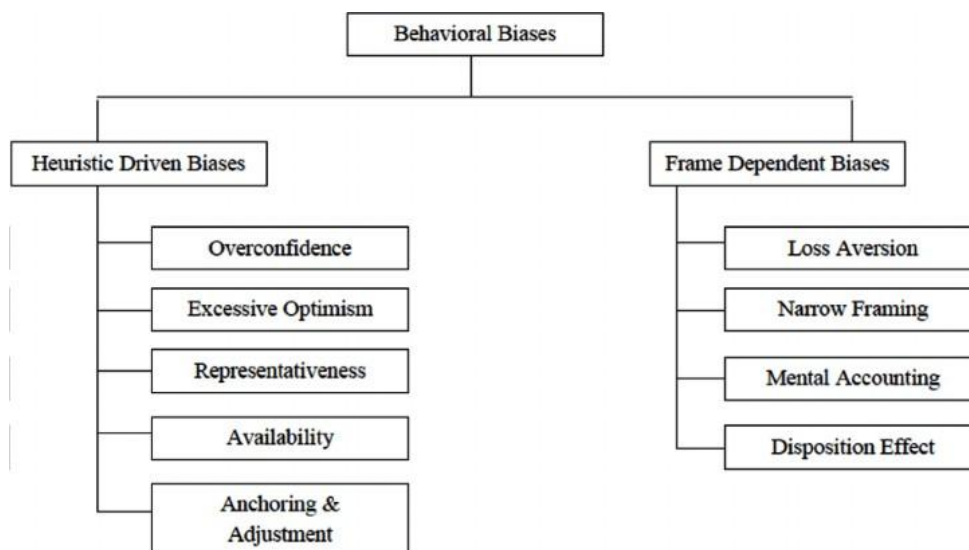 Behavioral Biases
Heuristic Driven Biases
Frame Dependent Biases
Overconfidence
Excessive Optimism
Representativeness
Availability
Anchoring &
Adjustment
Loss Aversion
Narrow Framing
Mental Accounting
Disposition Effect